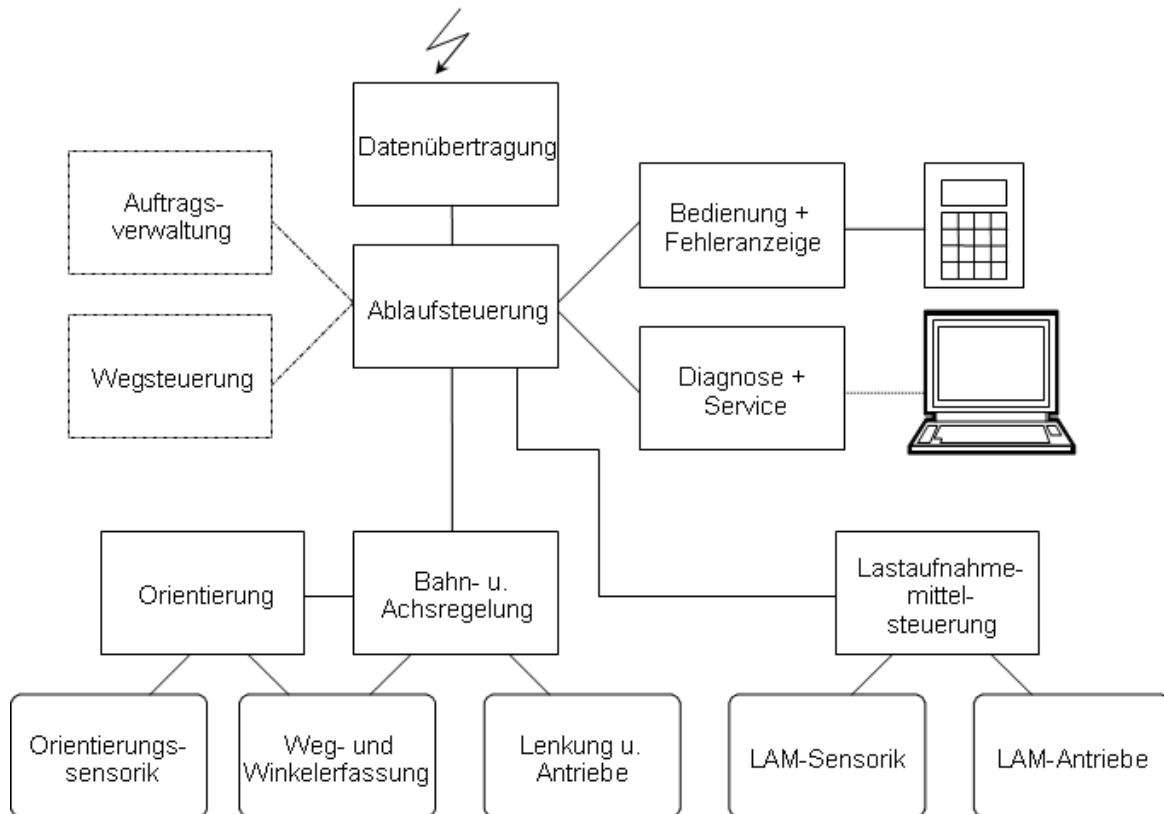 Datenübertragung
Auftrags-
verwaltung
Bedienung +
Fehleranzeige
Ablaufsteuerung
Wegsteuerung
Diagnose +
Service
Orientierung
Bahn- u.
Achsregelung
Lastaufnahme-
mittel-
steuerung
Orientierungs-
sensorik
Weg- und
Winkelerfassung
Lenkung u.
Antriebe
LAM-Sensorik
LAM-Antriebe